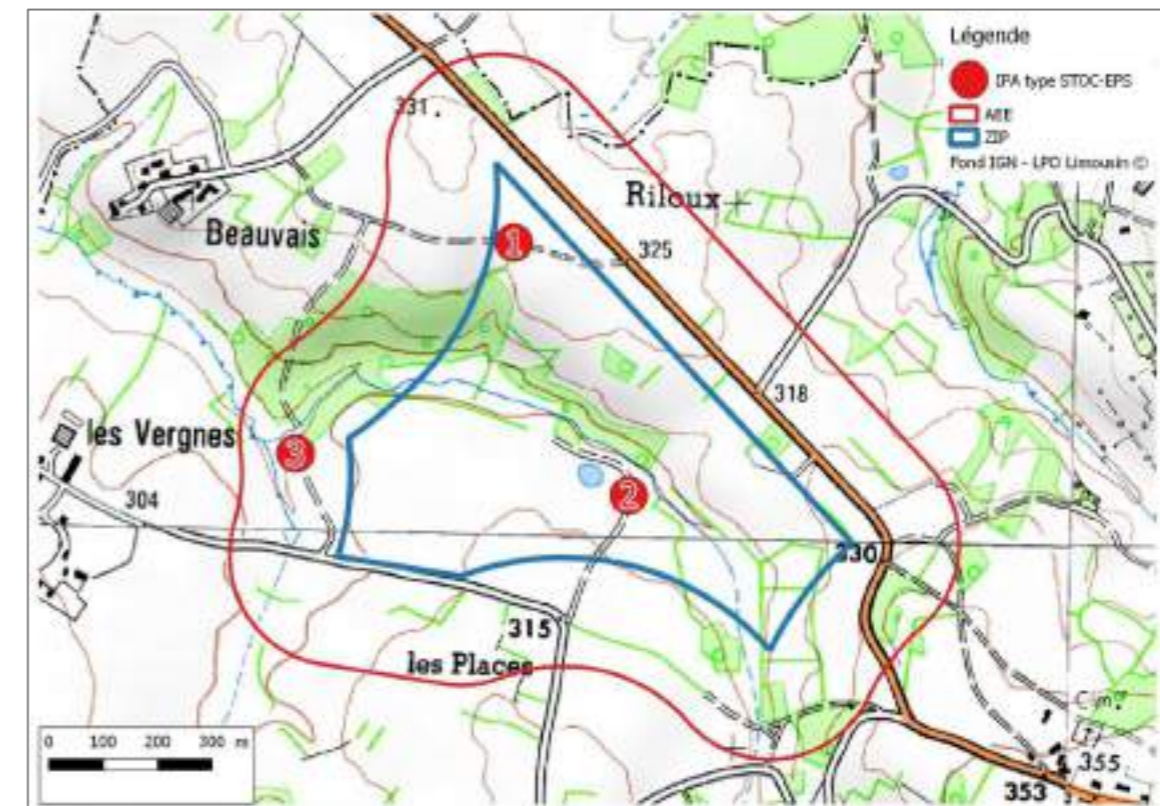 Légende
IPA type STOC-EPS
AEE
ZIP
Fond IGN - LPO Limousin ©
331
Riloux
Beauvais
1
325
318
les Vergnes
3
2
304
330
315
les Places
0 100 200 300 m
355
353